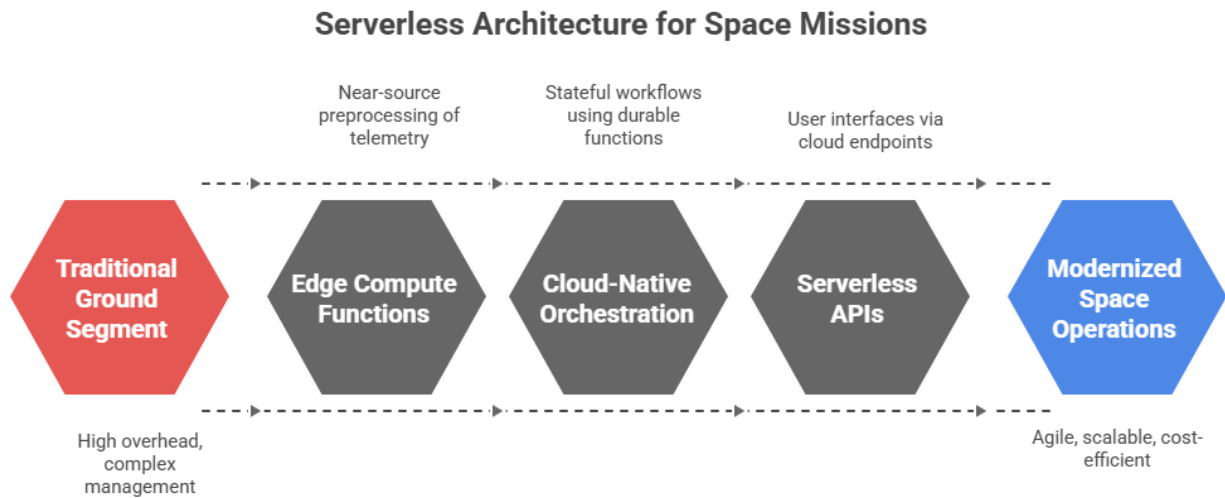 Serverless Architecture for Space Missions
Near-source
preprocessing of
telemetry
Stateful workflows
using durable
functions
User interfaces via
cloud endpoints
Traditional
Ground
Segment
Edge Compute
Functions
Cloud-Native
Orchestration
Serverless
APIs
Modernized
Space
Operations
High overhead,
complex
management
Agile, scalable, cost-
efficient